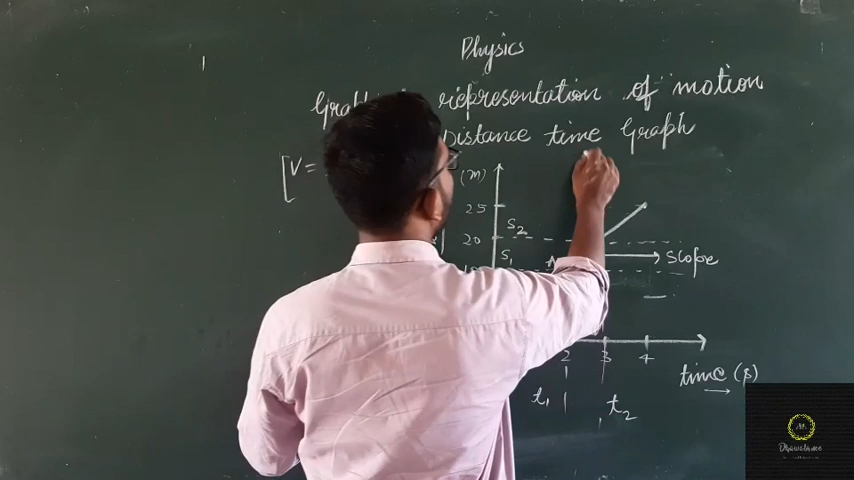 Physics
representation of motion
Distance time Graph
[V =
(m)
25
S2
20
S1
Slope
2 3 4
time (s)
t1 t2